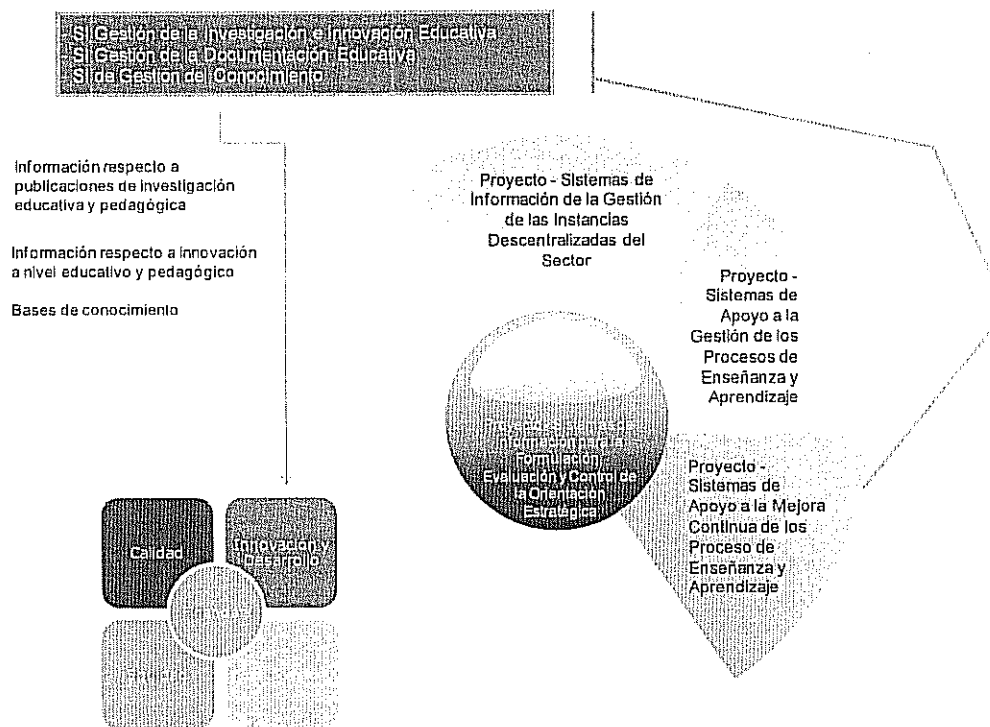 - SI Gestión de la Investigación e Innovación Educativa
- SI Gestión de la Documentación Educativa
- SI de Gestión del Conocimiento
Información respecto a
publicaciones de investigación
educativa y pedagógica
Información respecto a innovación
a nivel educativo y pedagógico
Bases de conocimiento
Proyecto - Sistemas de
Información de la Gestión
de las Instancias
Descentralizadas del
Sector
Proyecto -
Sistemas de
Apoyo a la
Gestión de los
Procesos de
Enseñanza y
Aprendizaje
Información para la
Formulación
Evaluación y Control de
la Orientación
Estratégica
Proyecto -
Sistemas de
Apoyo a la Mejora
Continua de los
Proceso de
Enseñanza y
Aprendizaje
Calidad
Innovación y
Desarrollo